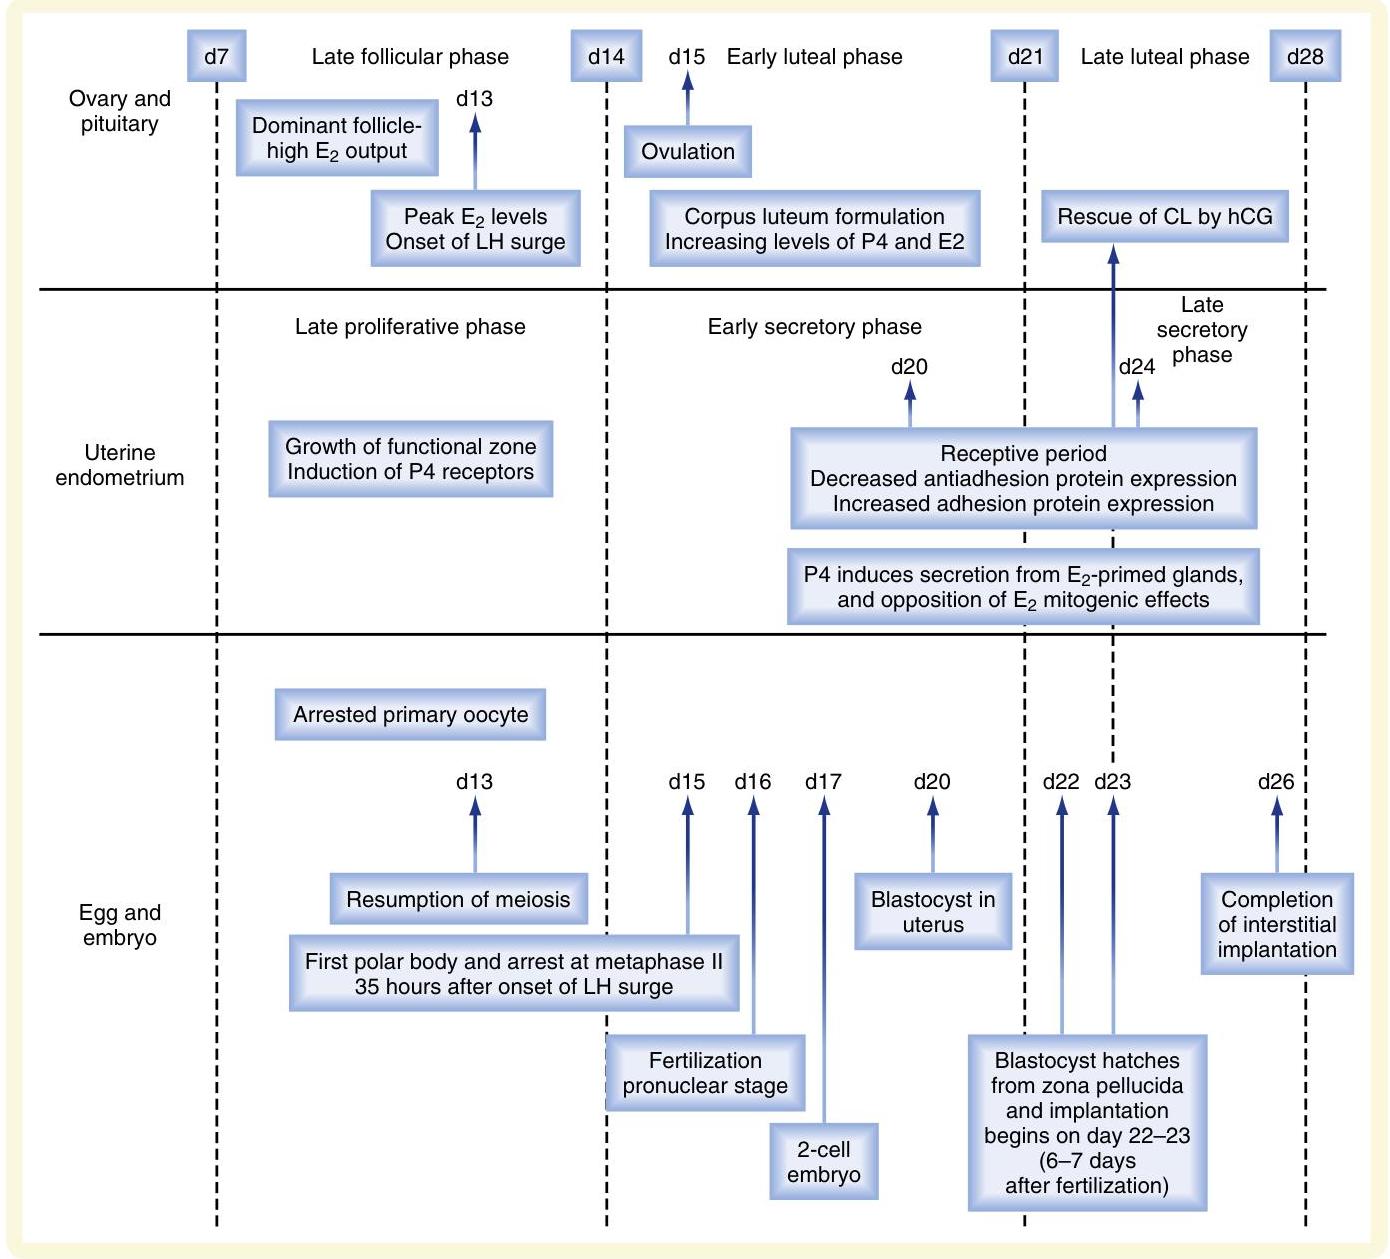 d7
Late follicular phase
d14
d15
Early luteal phase
d21
Late luteal phase
d28
Ovary and
pituitary
d13
Dominant follicle-
high E₂ output
Ovulation
Peak E₂ levels
Onset of LH surge
Corpus luteum formulation
Increasing levels of P4 and E2
Rescue of CL by hCG
Late proliferative phase
Early secretory phase
Late
secretory
phase
d20
d24
Uterine
endometrium
Growth of functional zone
Induction of P4 receptors
Receptive period
Decreased antiadhesion protein expression
Increased adhesion protein expression
P4 induces secretion from E₂-primed glands,
and opposition of E₂ mitogenic effects
Arrested primary oocyte
d13
d15
d16
d17
d20
d22
d23
d26
Egg and
embryo
Resumption of meiosis
First polar body and arrest at metaphase II
35 hours after onset of LH surge
Blastocyst in
uterus
Completion
of interstitial
implantation
Fertilization
pronuclear stage
2-cell
embryo
Blastocyst hatches
from zona pellucida
and implantation
begins on day 22–23
(6–7 days
after fertilization)